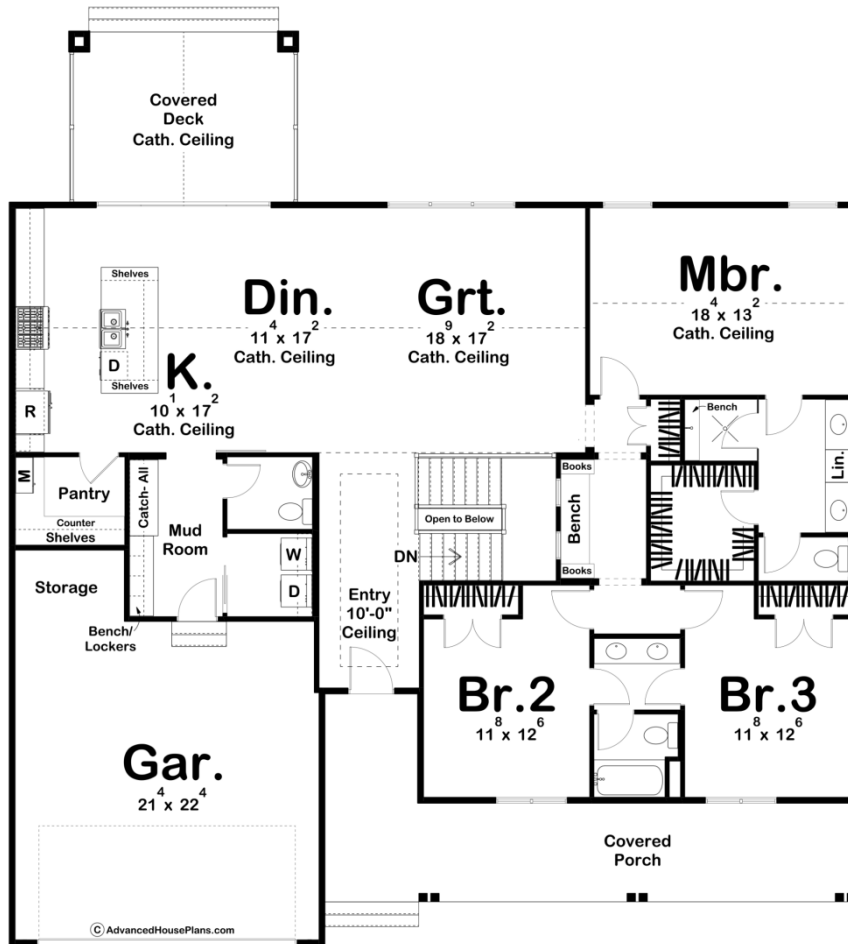 Covered
Deck
Cath. Ceiling
Shelves
D
Shelves
R
K.
10¹ x 17²
Cath. Ceiling
Din.
11⁴ x 17²
Cath. Ceiling
Grt.
18⁹ x 17²
Cath. Ceiling
Mbr.
18⁴ x 13²
Cath. Ceiling
Bench
Lin.
M
Pantry
Counter
Shelves
Catch- All
Mud
Room
W
D
Bench/
Lockers
Storage
Open to Below
DN
Entry
10'-0"
Ceiling
Books
Bench
Books
Br.2
11⁸ x 12⁶
Br.3
11⁸ x 12⁶
Gar.
21⁴ x 22⁴
Covered
Porch
© AdvancedHousePlans.com